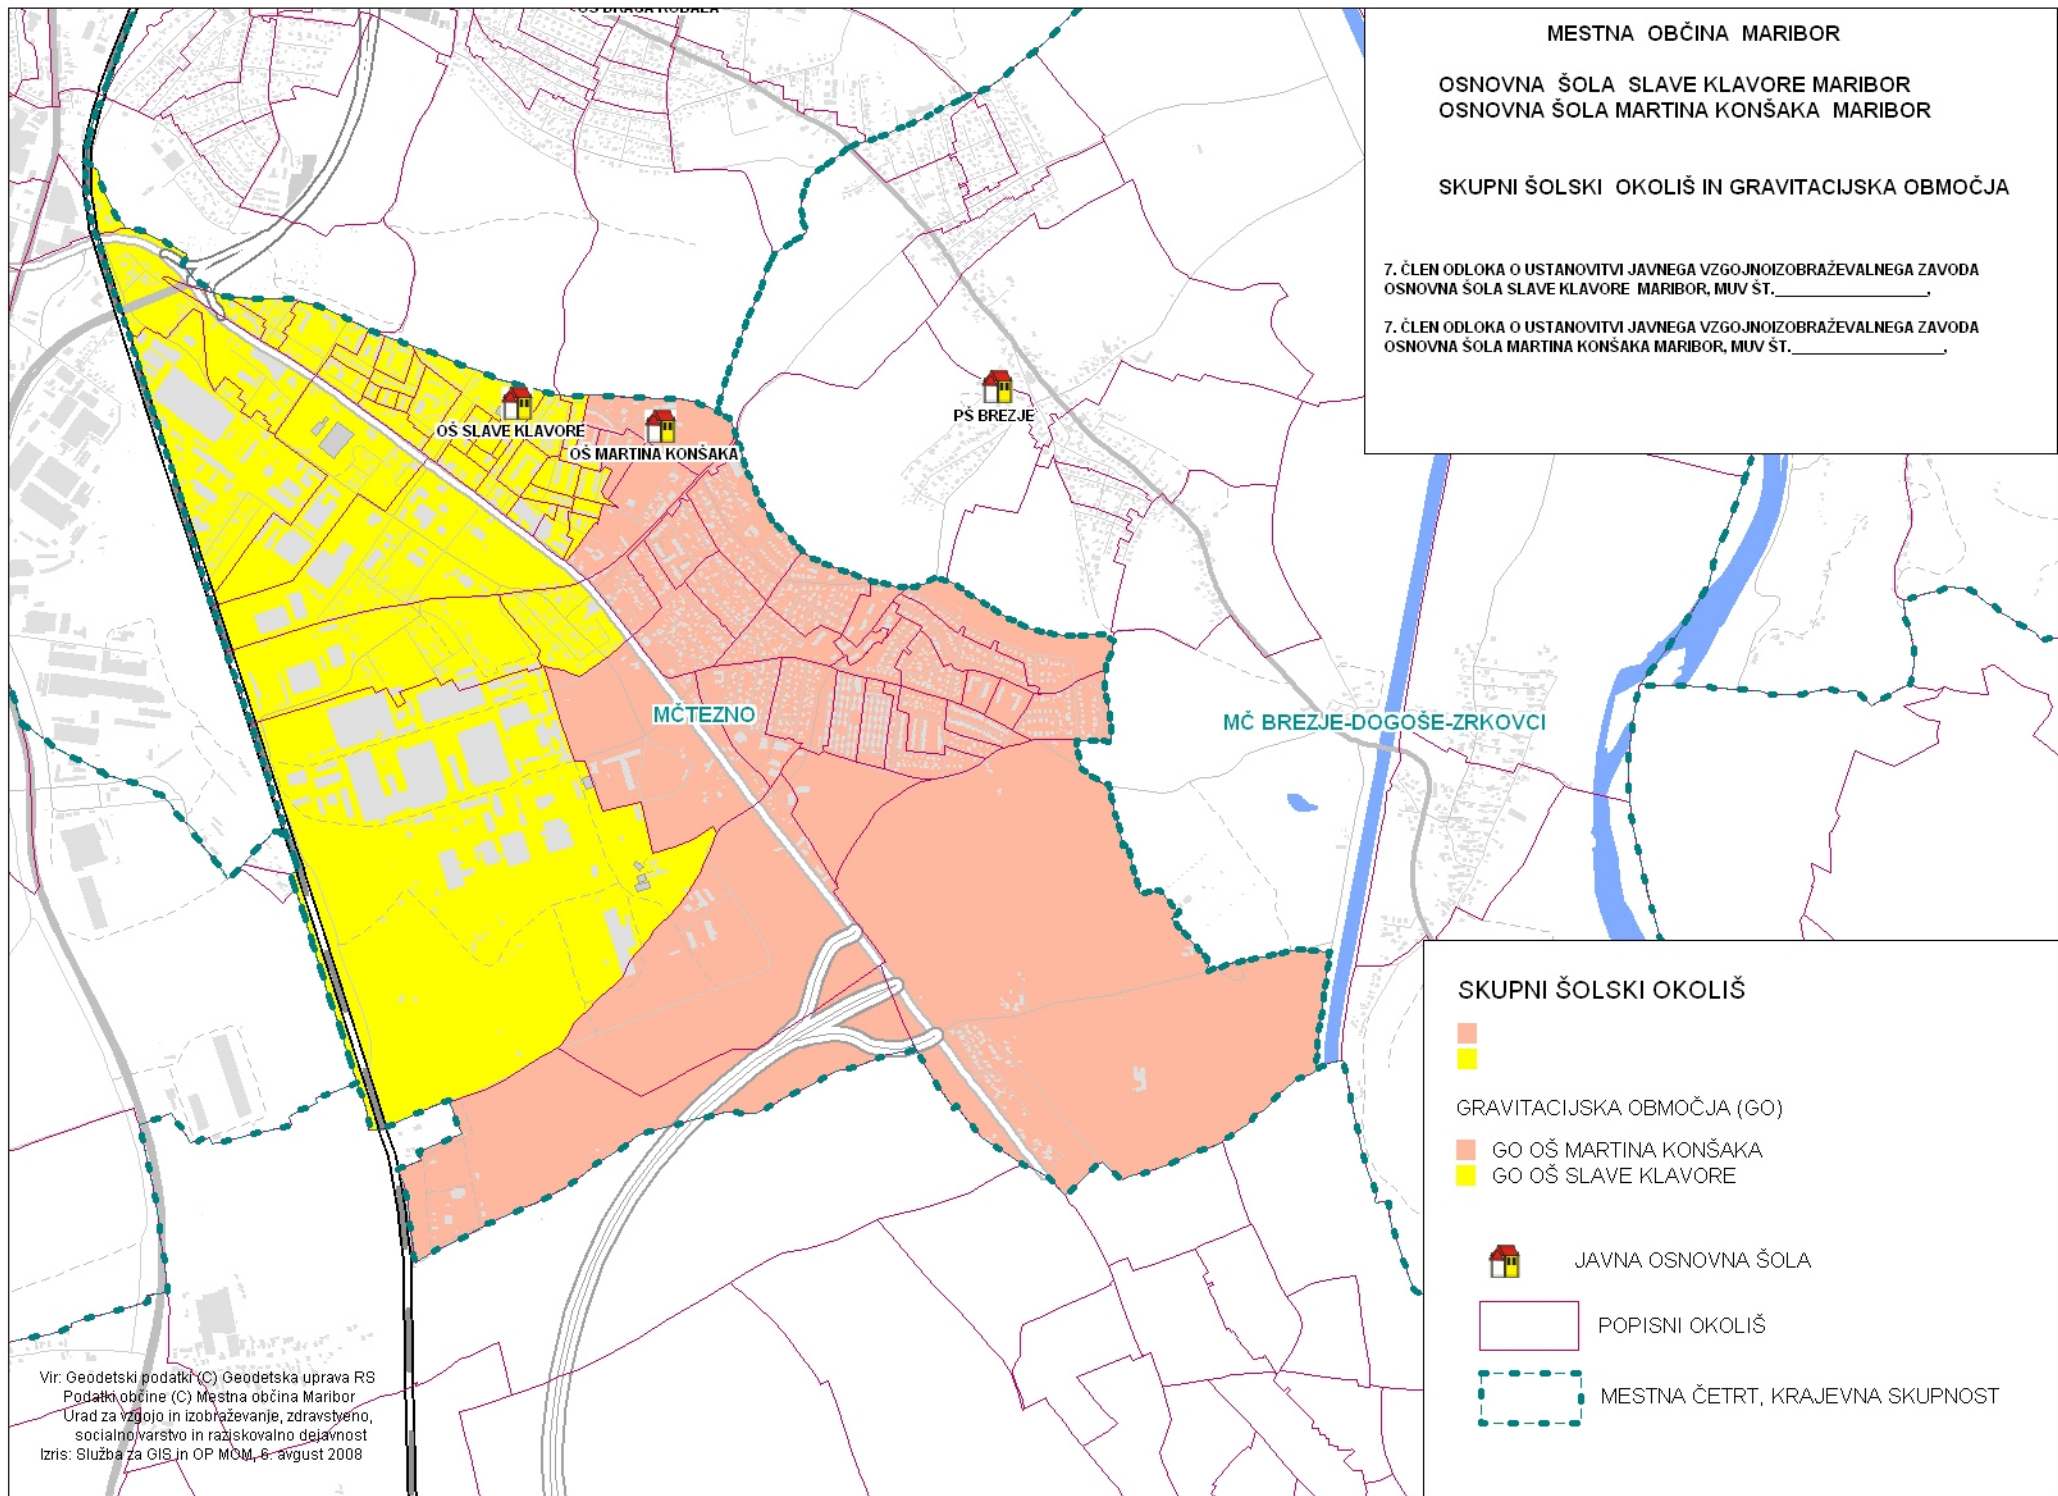 OŠ DRAGA KOBALA
MESTNA OBČINA MARIBOR
OSNOVNA ŠOLA SLAVE KLAVORE MARIBOR
OSNOVNA ŠOLA MARTINA KONŠAKA MARIBOR
SKUPNI ŠOLSKI OKOLIŠ IN GRAVITACIJSKA OBMOČJA
7. ČLEN ODLOKA O USTANOVITVI JAVNEGA VZGOJNOIZOBRAŽEVALNEGA ZAVODA
OSNOVNA ŠOLA SLAVE KLAVORE MARIBOR, MUV ŠT.____________________,
7. ČLEN ODLOKA O USTANOVITVI JAVNEGA VZGOJNOIZOBRAŽEVALNEGA ZAVODA
OSNOVNA ŠOLA MARTINA KONŠAKA MARIBOR, MUV ŠT.____________________,
OŠ SLAVE KLAVORE
OŠ MARTINA KONŠAKA
PŠ BREZJE
MČTEZNO
MČ BREZJE-DOGOŠE-ZRKOVCI
SKUPNI ŠOLSKI OKOLIŠ
GRAVITACIJSKA OBMOČJA (GO)
GO OŠ MARTINA KONŠAKA
GO OŠ SLAVE KLAVORE
JAVNA OSNOVNA ŠOLA
POPISNI OKOLIŠ
MESTNA ČETRT, KRAJEVNA SKUPNOST
Vir: Geodetski podatki (C) Geodetska uprava RS
Podatki občine (C) Mestna občina Maribor
Urad za vzgojo in izobraževanje, zdravstveno,
socialno varstvo in raziskovalno dejavnost
Izris: Služba za GIS in OP MOM, 6. avgust 2008